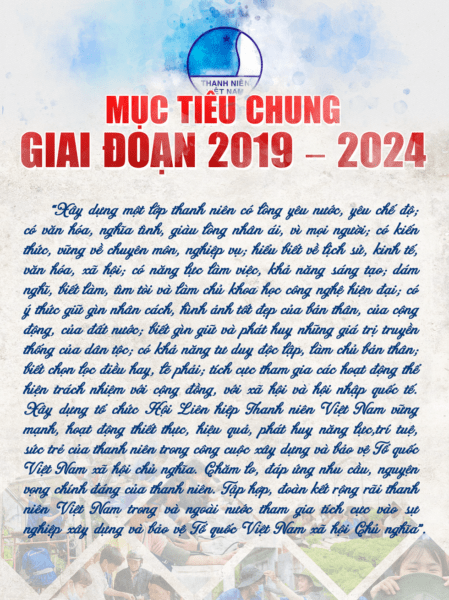 THANH NIÊN
VIỆT NAM
MỤC TIÊU CHUNG
GIAI ĐOẠN 2019 – 2024
"Xây dựng một lớp thanh niên có lòng yêu nước, yêu chế độ;
có văn hóa, nghĩa tình, giàu lòng nhân ái, vì mọi người; có kiến
thức, vững về chuyên môn, nghiệp vụ; hiểu biết về lịch sử, kinh tế,
văn hóa, xã hội; có năng lực làm việc, khả năng sáng tạo; dám
nghĩ, biết làm, tìm tòi và làm chủ khoa học công nghệ hiện đại; có
ý thức giữ gìn nhân cách, hình ảnh tốt đẹp của bản thân, của cộng
động, của đất nước; biết gìn giữ và phát huy những giá trị truyền
thống của dân tộc; có khả năng tư duy độc lập, làm chủ bản thân;
biết chọn lọc điều hay, lẽ phải; tích cực tham gia các hoạt động thể
hiện trách nhiệm với cộng đồng, với xã hội và hội nhập quốc tế.
Xây dựng tổ chức Hội Liên hiệp Thanh niên Việt Nam vững
mạnh, hoạt động thiết thực, hiệu quả, phát huy năng lực,trí tuệ,
sức trẻ của thanh niên trong công cuộc xây dựng và bảo vệ Tổ quốc
Việt Nam xã hội chủ nghĩa. Chăm lo, đáp ứng nhu cầu, nguyện
vọng chính đáng của thanh niên. Tập hợp, đoàn kết rộng rãi thanh
niên Việt Nam trong và ngoài nước tham gia tích cực vào sự
nghiệp xây dựng và bảo vệ Tổ quốc Việt Nam xã hội Chủ nghĩa".